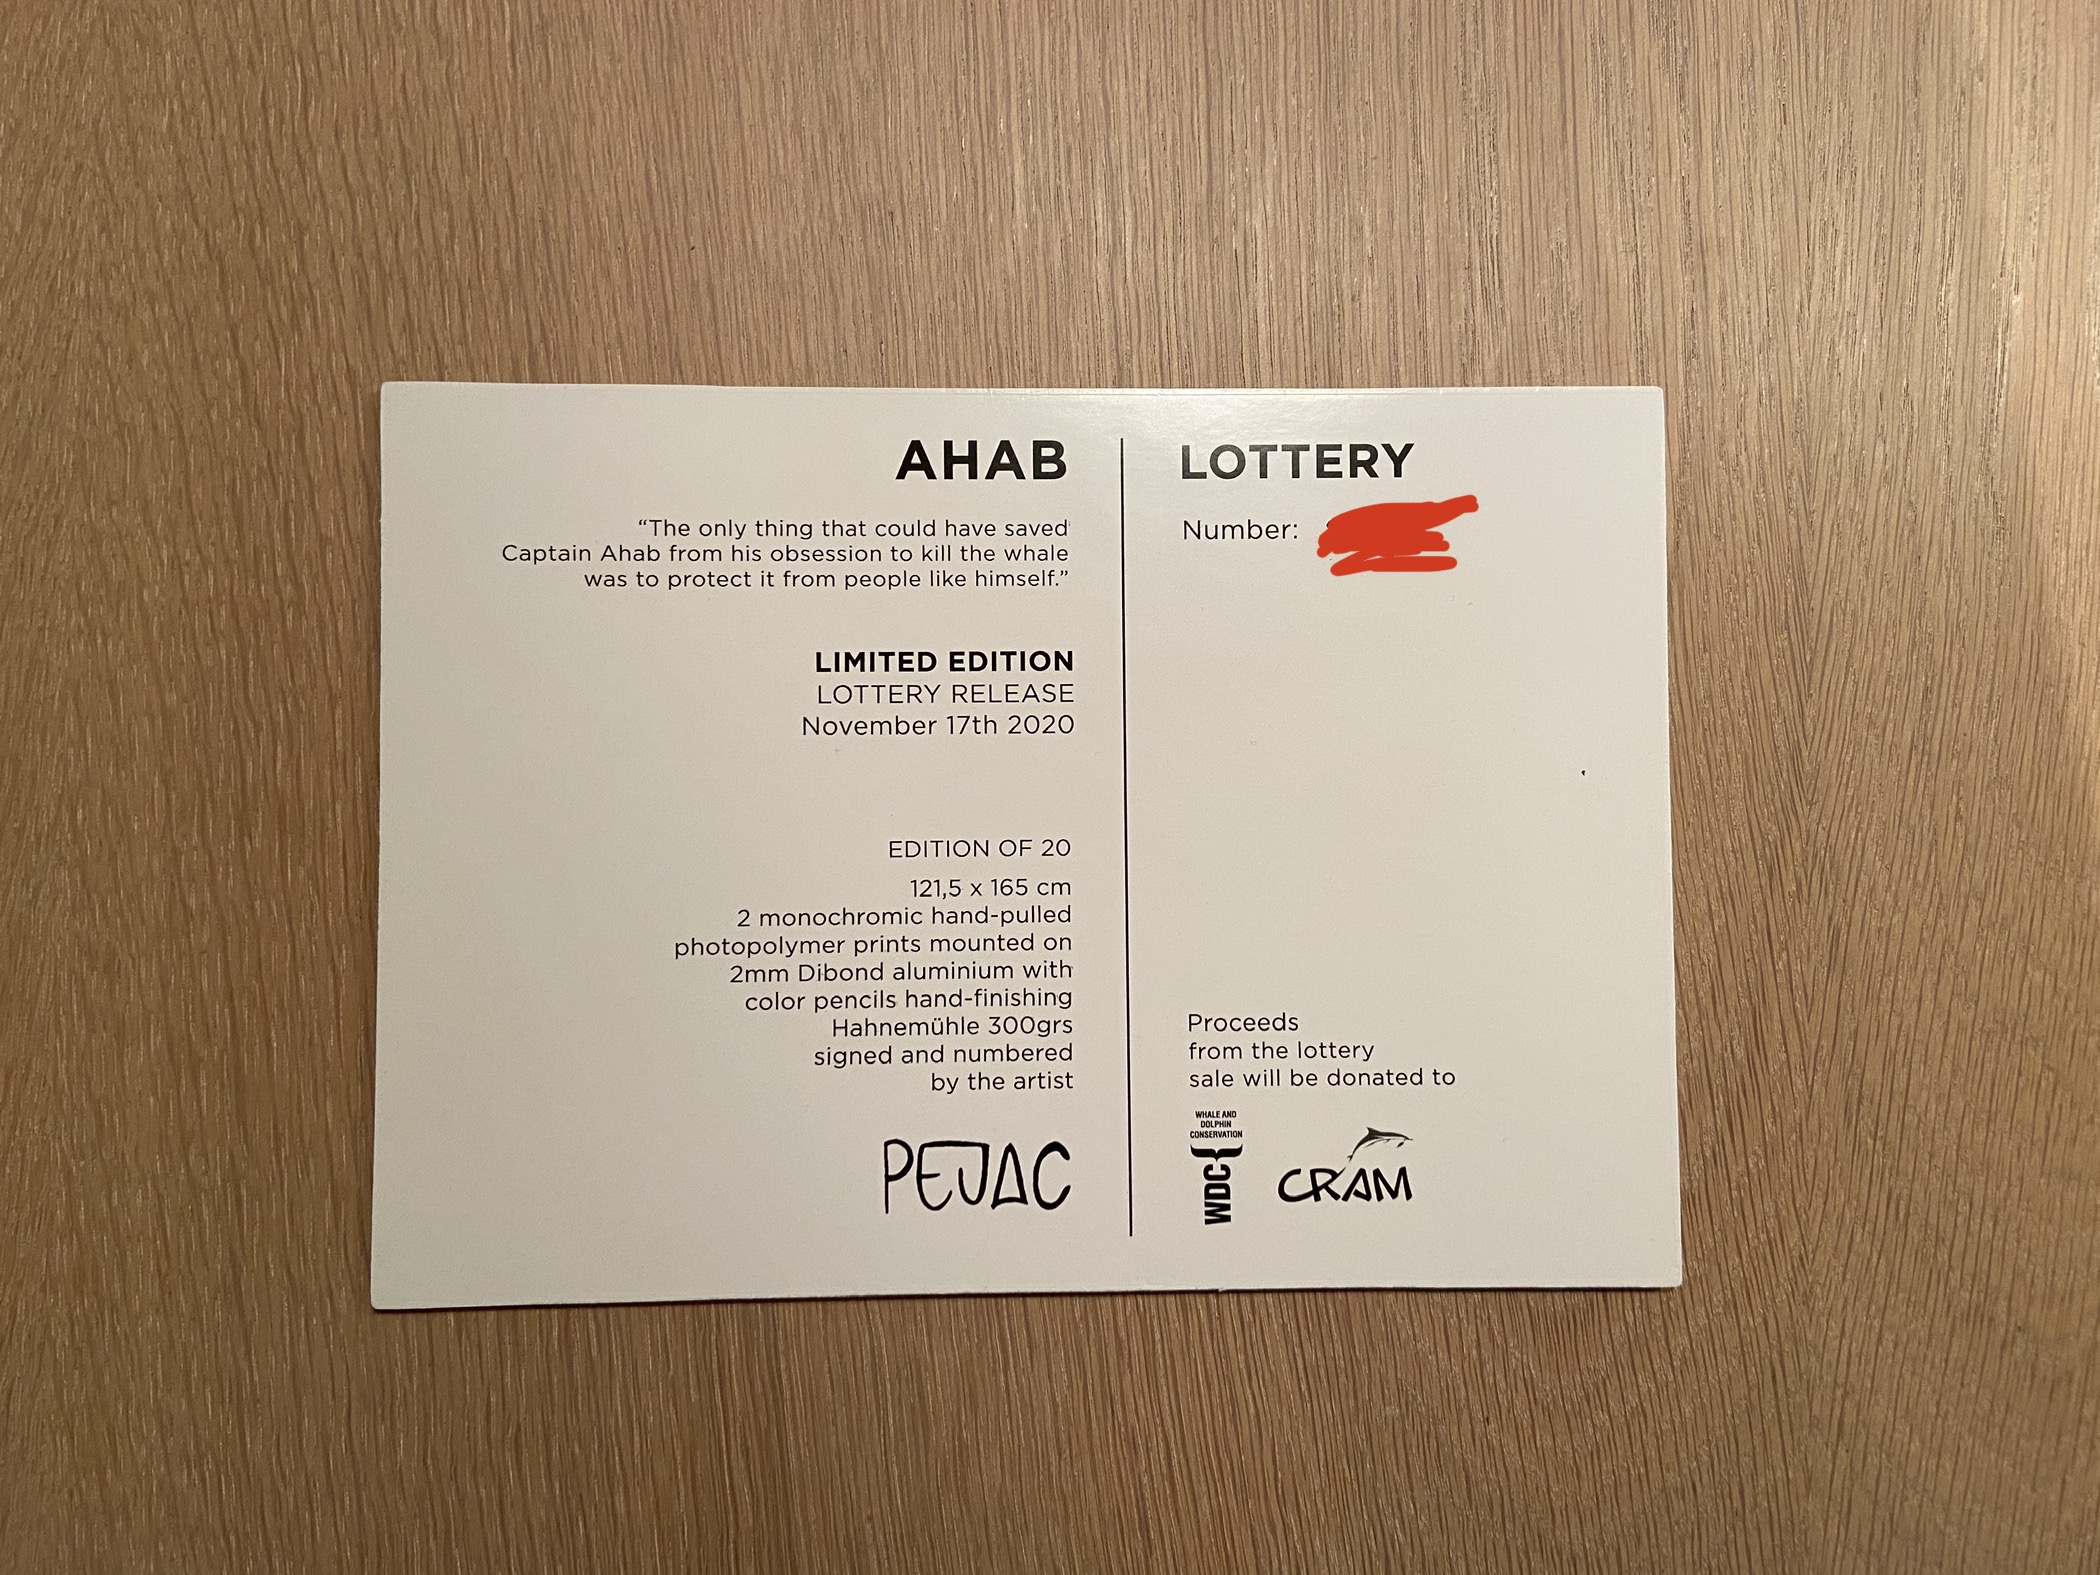 AHAB
“The only thing that could have saved
Captain Ahab from his obsession to kill the whale
was to protect it from people like himself.”
LIMITED EDITION
LOTTERY RELEASE
November 17th 2020
EDITION OF 20
121,5 x 165 cm
2 monochromic hand-pulled
photopolymer prints mounted on
2mm Dibond aluminium with
color pencils hand-finishing
Hahnemühle 300grs
signed and numbered
by the artist
PEJAC
LOTTERY
Number:
Proceeds
from the lottery
sale will be donated to
WHALE AND
DOLPHIN
CONSERVATION
WDC
CRAM